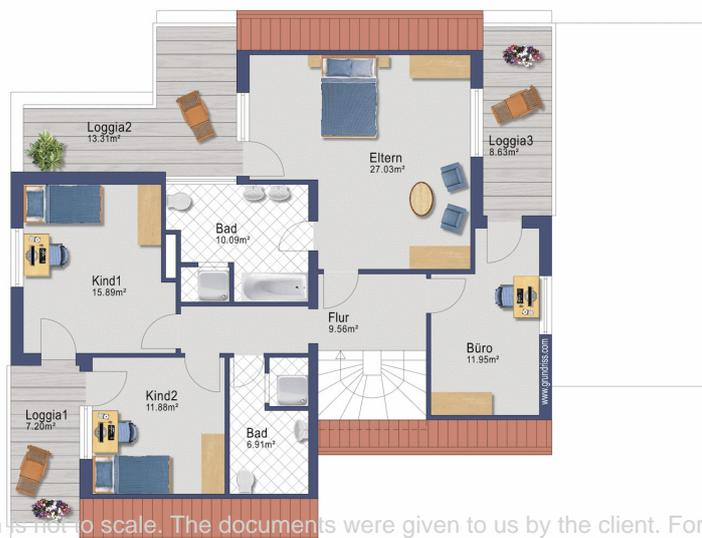 Loggia2
13.31m²
Loggia3
8.63m²
Eltern
27.03m²
Bad
10.09m²
Kind1
15.89m²
Flur
9.56m²
Büro
11.95m²
www.grundriss.com
Kind2
11.88m²
Loggia1
7.20m²
Bad
6.91m²
is not to scale. The documents were given to us by the client. For